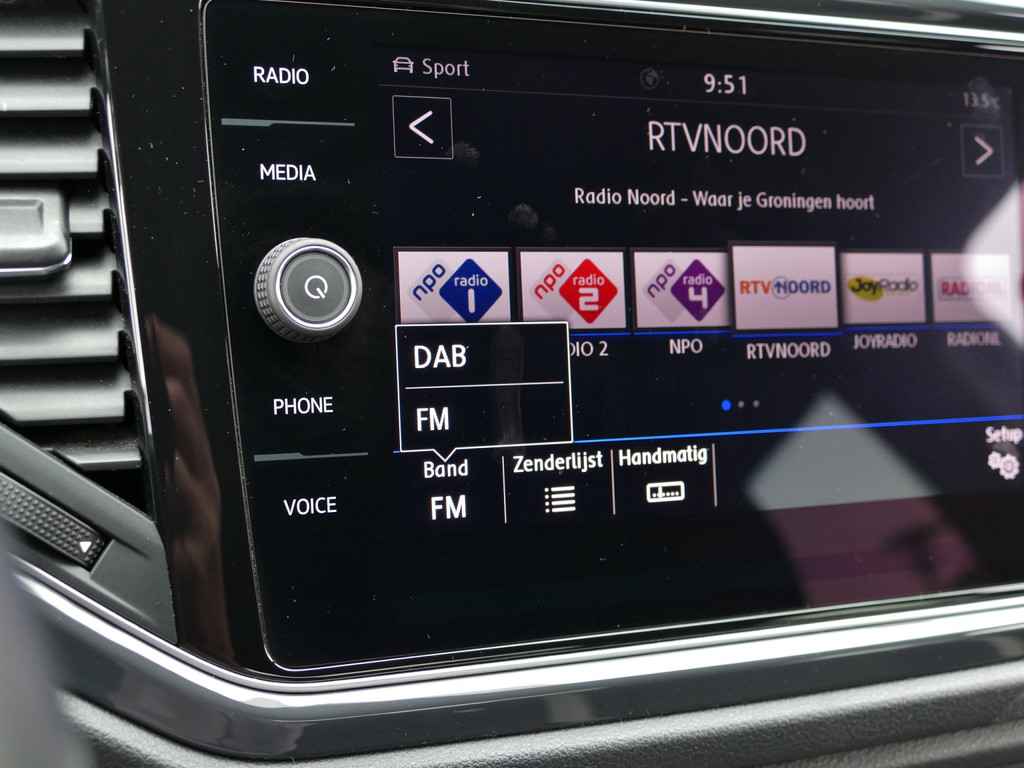 RADIO
MEDIA
PHONE
VOICE
Sport
9:51
13.5°C
RTVNOORD
Radio Noord - Waar je Groningen hoort
npo radio 1
npo radio 2
npo radio 4
RTV NOORD
JoyRadio
RADIONL
DIO 2
NPO
RTVNOORD
JOYRADIO
RADIONL
DAB
FM
Band
FM
Zenderlijst
Handmatig
Setup